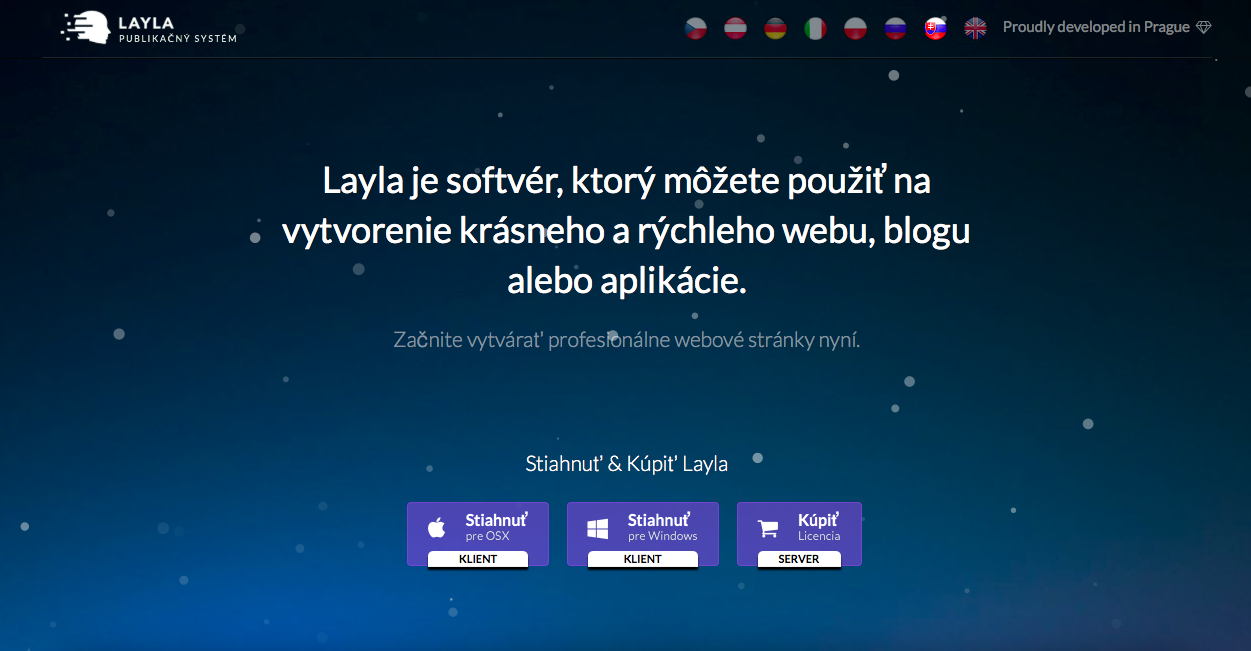 LAYLA
PUBLIKAČNÝ SYSTÉM
Proudly developed in Prague
Layla je softvér, ktorý môžete použiť na
vytvorenie krásneho a rýchleho webu, blogu
alebo aplikácie.
Začnite vytvárať profesionálne webové stránky nyní.
Stiahnuť & Kúpiť Layla
Stiahnuť
pre OSX
KLIENT
Stiahnuť
pre Windows
KLIENT
Kúpiť
Licencia
SERVER